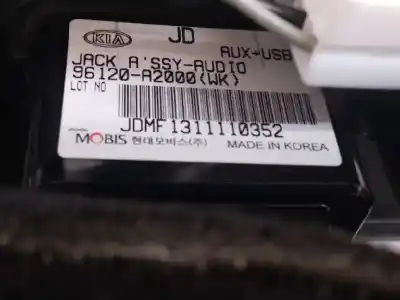 KIA JD AUX+USB
JACK A'SSY-AUDIO
96120-A2000(WK)
LOT NO
JDMF1311110352
MOBIS 현대모비스(주) MADE IN KOREA